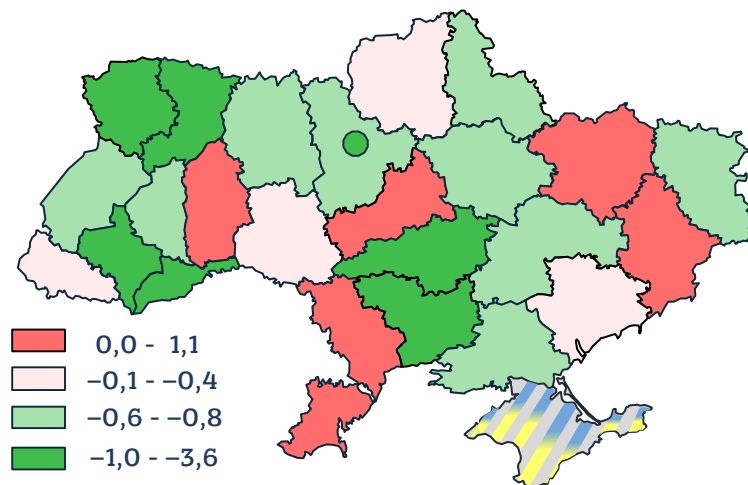 0,0 - 1,1
–0,1 - –0,4
–0,6 - –0,8
–1,0 - –3,6